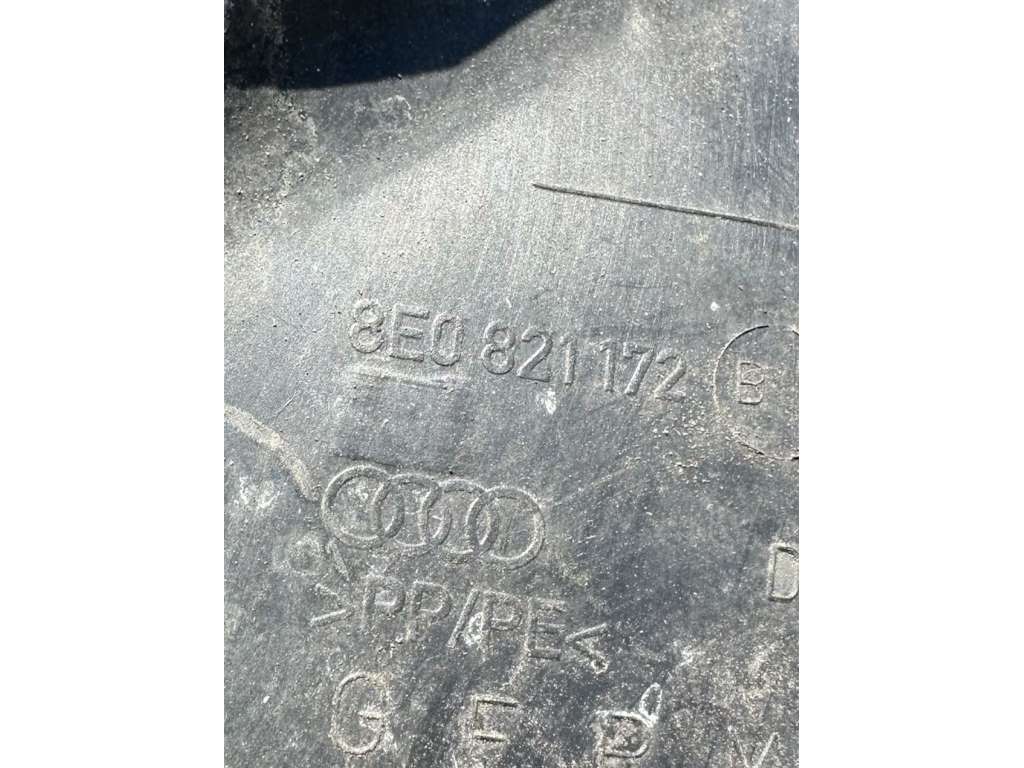 8E0 821 172 B
D
>PP/PE<
G E R